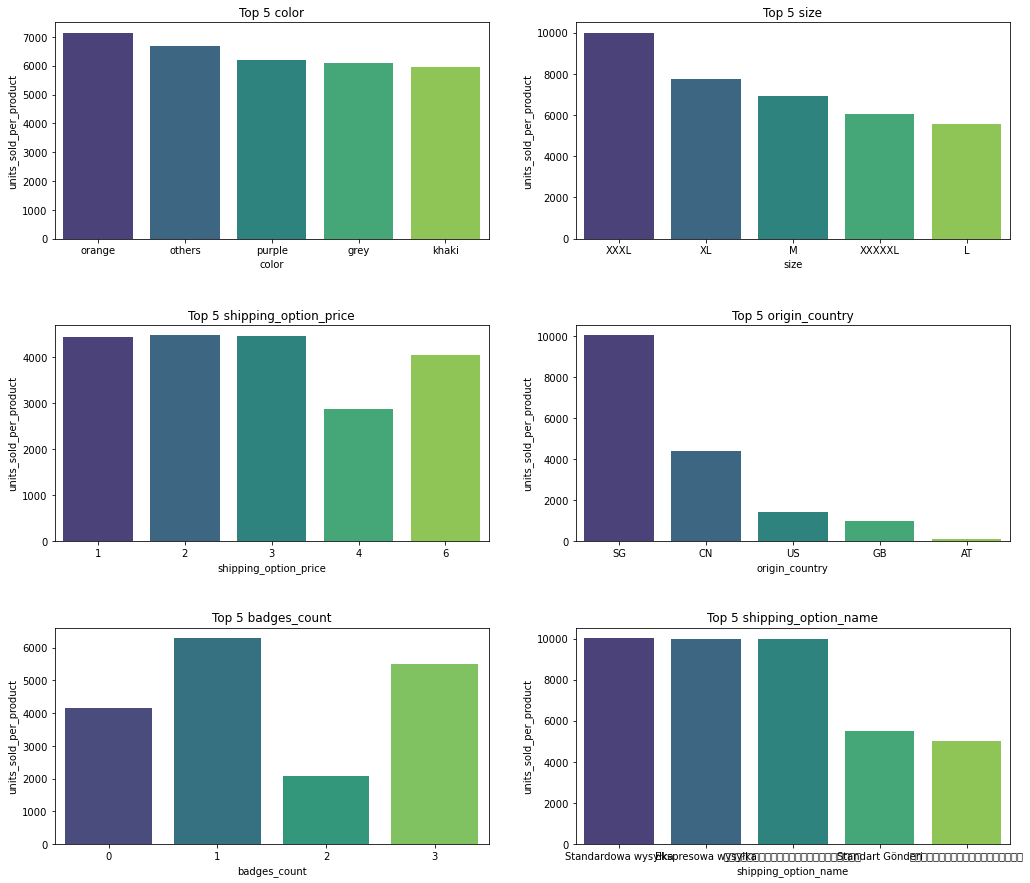 Top 5 color
units_sold_per_product
7000
6000
5000
4000
3000
2000
1000
0
orange others purple grey khaki
color
Top 5 size
units_sold_per_product
10000
8000
6000
4000
2000
0
XXXL XL M XXXXXL L
size
Top 5 shipping_option_price
units_sold_per_product
4000
3000
2000
1000
0
1 2 3 4 6
shipping_option_price
Top 5 origin_country
units_sold_per_product
10000
8000
6000
4000
2000
0
SG CN US GB AT
origin_country
Top 5 badges_count
units_sold_per_product
6000
5000
4000
3000
2000
1000
0
0 1 2 3
badges_count
Top 5 shipping_option_name
units_sold_per_product
10000
8000
6000
4000
2000
0
Standardowa wysyłka Ekspresowa wysyłka Standart Gönderi
shipping_option_name